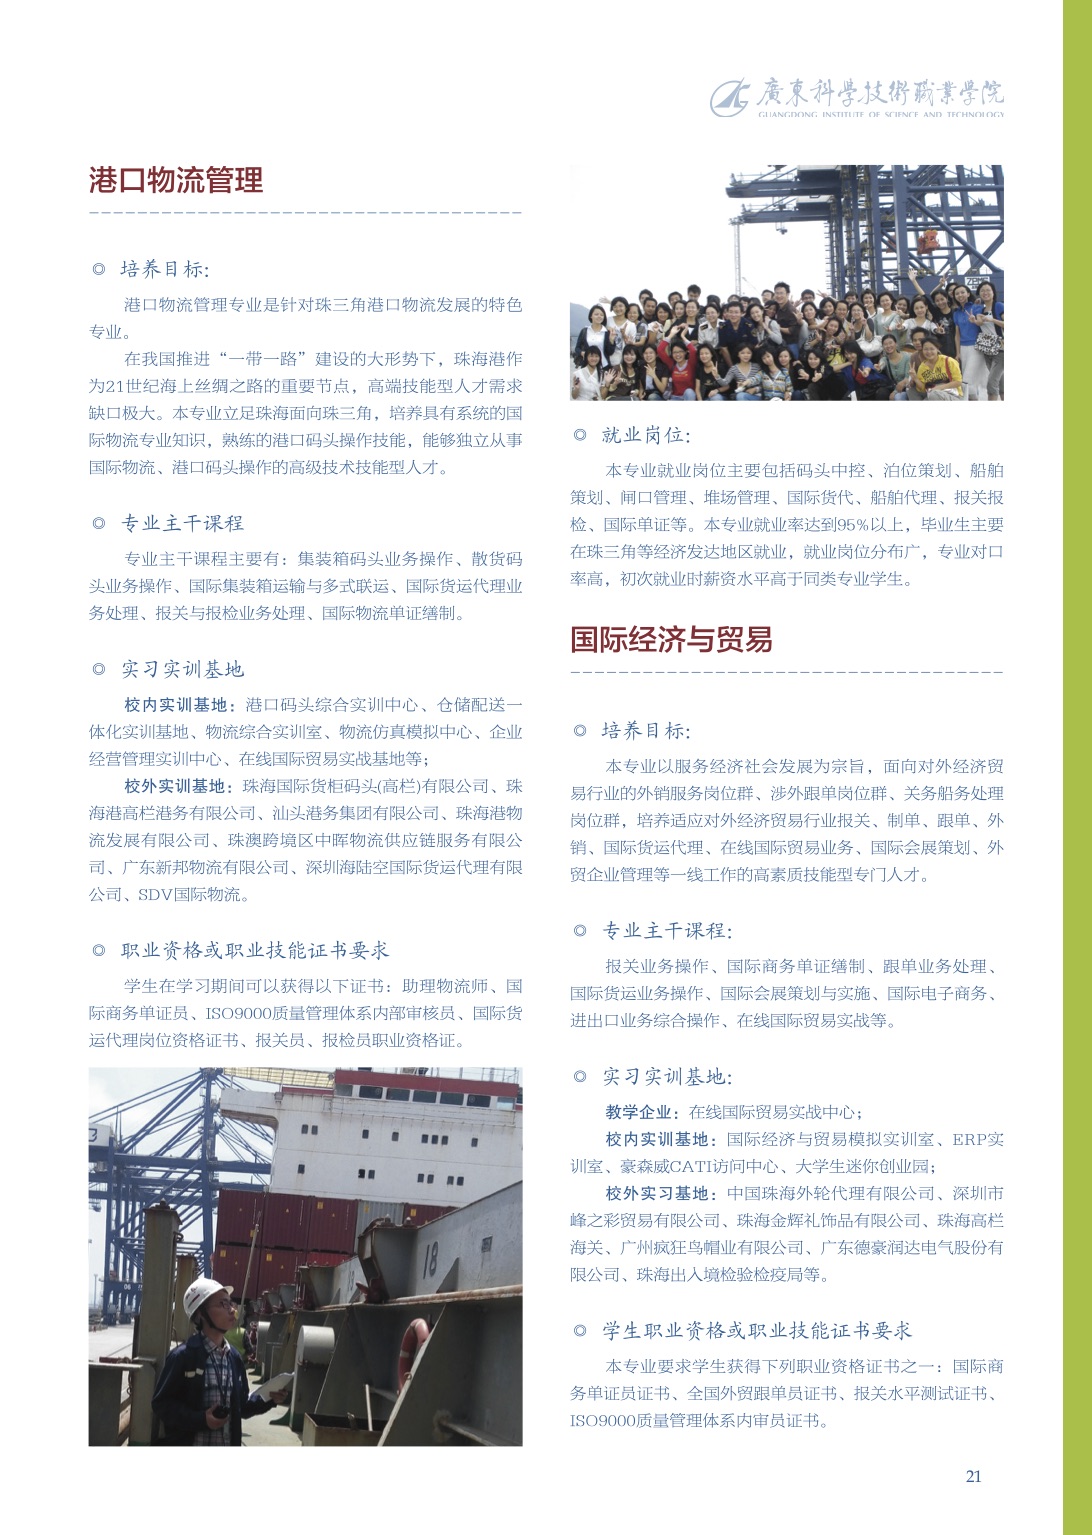 廣東科学技術職業学院
GUANGDONG INSTITUTE OF SCIENCE AND TECHNOLOGY
港口物流管理
◎ 培养目标：
港口物流管理专业是针对珠三角港口物流发展的特色
专业。
在我国推进“一带一路”建设的大形势下，珠海港作
为21世纪海上丝绸之路的重要节点，高端技能型人才需求
缺口极大。本专业立足珠海面向珠三角，培养具有系统的国
际物流专业知识，熟练的港口码头操作技能，能够独立从事
国际物流、港口码头操作的高级技术技能型人才。
◎ 专业主干课程
专业主干课程主要有：集装箱码头业务操作、散货码
头业务操作、国际集装箱运输与多式联运、国际货运代理业
务处理、报关与报检业务处理、国际物流单证缮制。
◎ 实习实训基地
校内实训基地：港口码头综合实训中心、仓储配送一
体化实训基地、物流综合实训室、物流仿真模拟中心、企业
经营管理实训中心、在线国际贸易实战基地等；
校外实训基地：珠海国际货柜码头(高栏)有限公司、珠
海港高栏港务有限公司、汕头港务集团有限公司、珠海港物
流发展有限公司、珠澳跨境区中晖物流供应链服务有限公
司、广东新邦物流有限公司、深圳海陆空国际货运代理有限
公司、SDV国际物流。
◎ 职业资格或职业技能证书要求
学生在学习期间可以获得以下证书：助理物流师、国
际商务单证员、ISO9000质量管理体系内部审核员、国际货
运代理岗位资格证书、报关员、报检员职业资格证。
18
◎ 就业岗位：
本专业就业岗位主要包括码头中控、泊位策划、船舶
策划、闸口管理、堆场管理、国际货代、船舶代理、报关报
检、国际单证等。本专业就业率达到95%以上，毕业生主要
在珠三角等经济发达地区就业，就业岗位分布广，专业对口
率高，初次就业时薪资水平高于同类专业学生。
国际经济与贸易
◎ 培养目标：
本专业以服务经济社会发展为宗旨，面向对外经济贸
易行业的外销服务岗位群、涉外跟单岗位群、关务船务处理
岗位群，培养适应对外经济贸易行业报关、制单、跟单、外
销、国际货运代理、在线国际贸易业务、国际会展策划、外
贸企业管理等一线工作的高素质技能型专门人才。
◎ 专业主干课程：
报关业务操作、国际商务单证缮制、跟单业务处理、
国际货运业务操作、国际会展策划与实施、国际电子商务、
进出口业务综合操作、在线国际贸易实战等。
◎ 实习实训基地：
教学企业：在线国际贸易实战中心；
校内实训基地：国际经济与贸易模拟实训室、ERP实
训室、豪森威CATI访问中心、大学生迷你创业园；
校外实习基地：中国珠海外轮代理有限公司、深圳市
峰之彩贸易有限公司、珠海金辉礼饰品有限公司、珠海高栏
海关、广州疯狂鸟帽业有限公司、广东德豪润达电气股份有
限公司、珠海出入境检验检疫局等。
◎ 学生职业资格或职业技能证书要求
本专业要求学生获得下列职业资格证书之一：国际商
务单证员证书、全国外贸跟单员证书、报关水平测试证书、
ISO9000质量管理体系内审员证书。
21